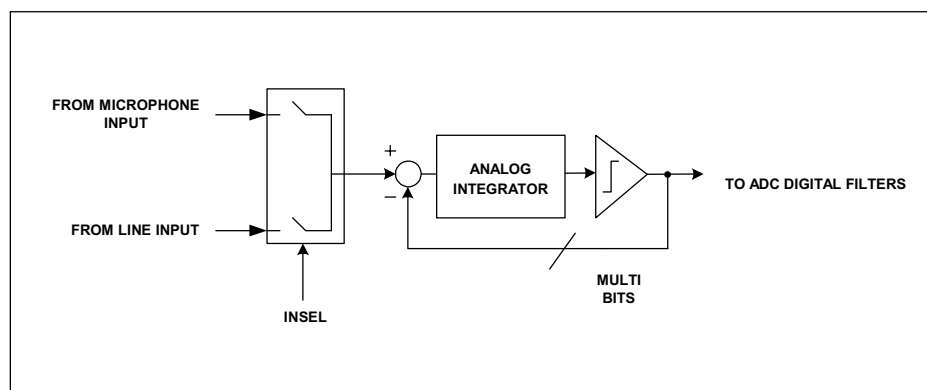 FROM MICROPHONE
INPUT
+
−
ANALOG
INTEGRATOR
TO ADC DIGITAL FILTERS
FROM LINE INPUT
MULTI
BITS
INSEL